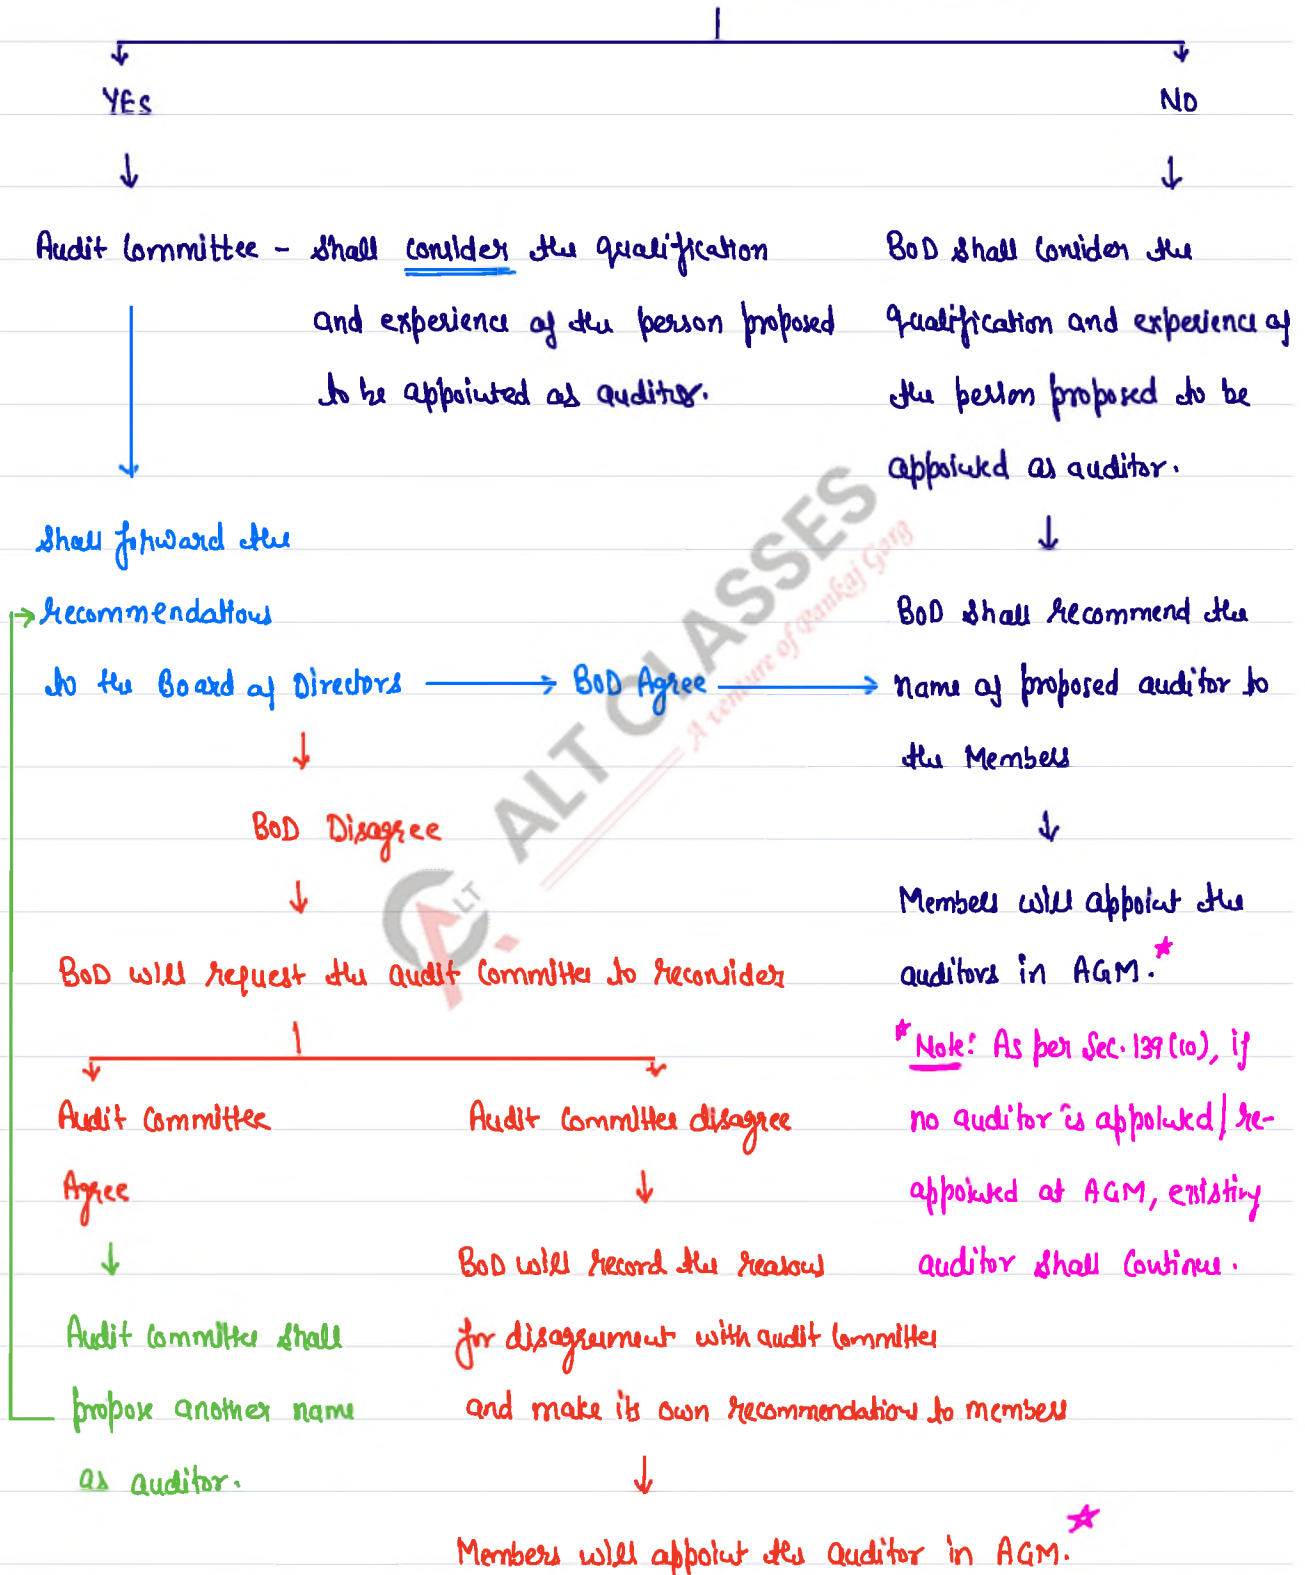 YES
NO
Audit Committee - shall consider the qualification
and experience of the person proposed
to be appointed as auditor.
BoD shall Consider the
qualification and experience of
the person proposed to be
appointed as auditor.
Shall forward the
recommendations
to the Board of Directors
BoD Agree
BoD shall recommend the
name of proposed auditor to
the Members
BoD Disagree
Members will appoint the
auditors in AGM.*
BoD will request the audit Committee to reconsider
*Note: As per Sec. 139 (10), if
no auditor is appointed / re-
appointed at AGM, existing
auditor shall Continue.
Audit Committee
Agree
Audit Committee disagree
Audit Committee shall
propose another name
as auditor.
BoD will record the reasons
for disagreement with audit Committee
and make its own recommendations to members
Members will appoint the auditor in AGM.*
ALT CLASSES
A venture of Pankaj Garg
ALT